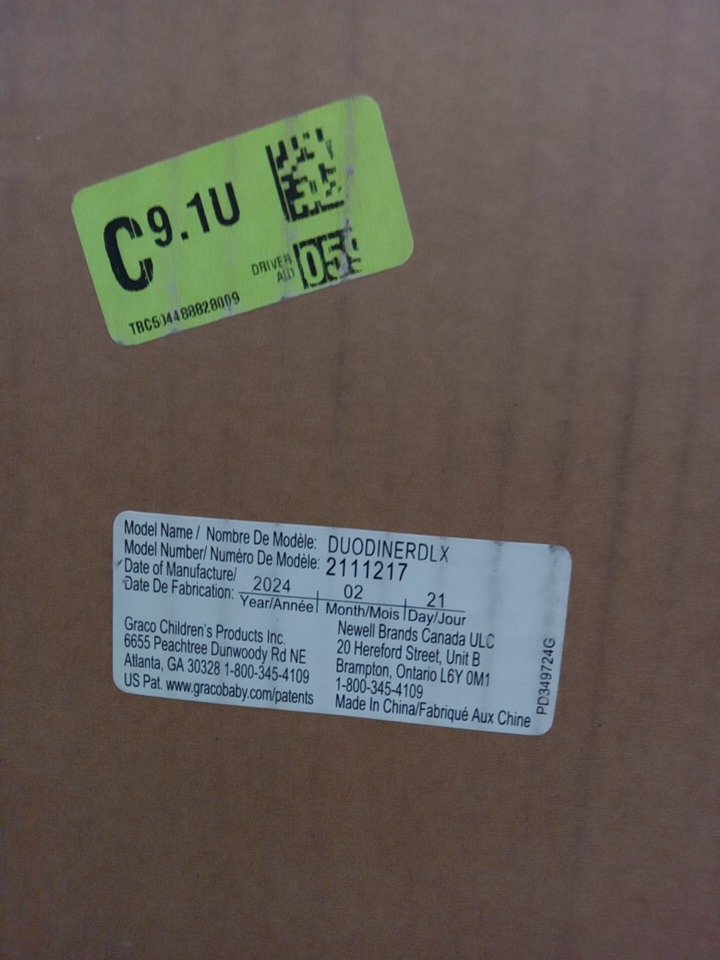 C 9.1U
DRIVER
AID
TBC504488828009
Model Name / Nombre De Modèle: DUODINERDLX
Model Number/ Numéro De Modèle: 2111217
Date of Manufacture/
Date De Fabrication: 2024 02 21
Year/Année Month/Mois Day/Jour
Graco Children's Products Inc.
6655 Peachtree Dunwoody Rd NE
Atlanta, GA 30328 1-800-345-4109
US Pat. www.gracobaby.com/patents
Newell Brands Canada ULC
20 Hereford Street, Unit B
Brampton, Ontario L6Y 0M1
1-800-345-4109
Made In China/Fabriqué Aux Chine
PD349724G